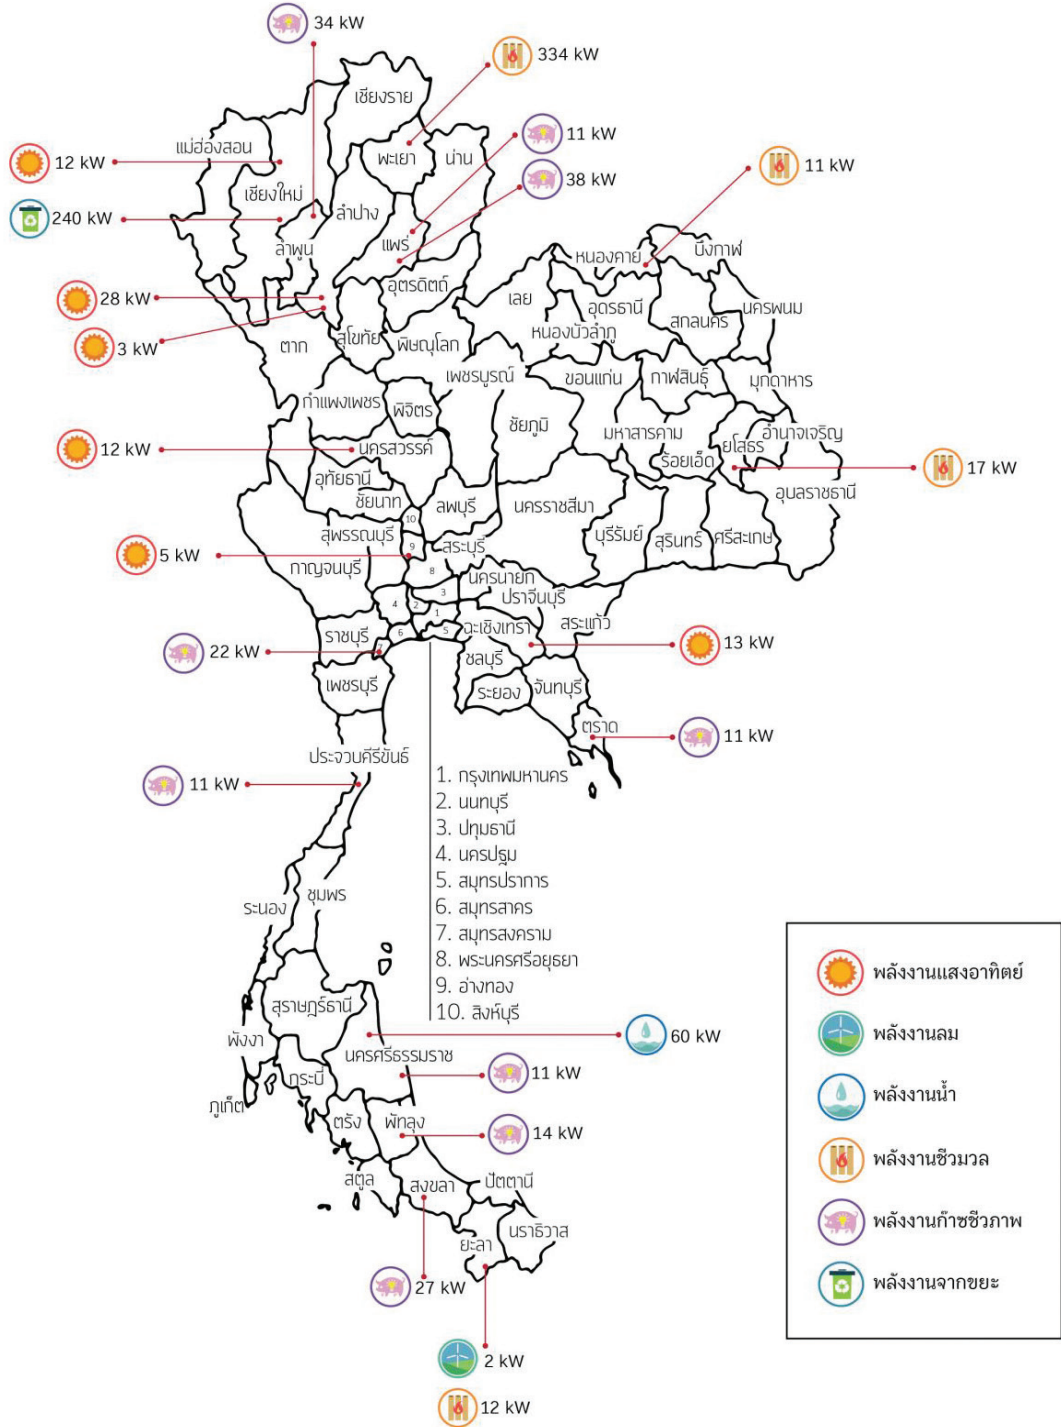 34 kW
334 kW
เชียงราย
11 kW
แม่ฮ่องสอน
พะเยา
น่าน
12 kW
11 kW
38 kW
เชียงใหม่
ลำปาง
240 kW
ลำพูน
แพร่
หนองคาย
บึงกาฬ
อุตรดิตถ์
28 kW
เลย
อุดรธานี
นครพนม
สกลนคร
3 kW
ตาก
สุโขทัย
พิษณุโลก
หนองบัวลำภู
เพชรบูรณ์
ขอนแก่น
กาฬสินธุ์
มุกดาหาร
กำแพงเพชร
พิจิตร
ชัยภูมิ
มหาสารคาม
อำนาจเจริญ
12 kW
นครสวรรค์
ยโสธร
ร้อยเอ็ด
17 kW
อุทัยธานี
อุบลราชธานี
ชัยนาท
ลพบุรี
นครราชสีมา
10
สุพรรณบุรี
บุรีรัมย์
สุรินทร์
ศรีสะเกษ
9
สระบุรี
5 kW
กาญจนบุรี
8
นครนายก
3
ปราจีนบุรี
4
2
1
สระแก้ว
ราชบุรี
6
5
ฉะเชิงเทรา
13 kW
22 kW
7
ชลบุรี
เพชรบุรี
ระยอง
จันทบุรี
ตราด
11 kW
ประจวบคีรีขันธ์
11 kW
1. กรุงเทพมหานคร
2. นนทบุรี
3. ปทุมธานี
4. นครปฐม
5. สมุทรปราการ
6. สมุทรสาคร
7. สมุทรสงคราม
8. พระนครศรีอยุธยา
9. อ่างทอง
10. สิงห์บุรี
ชุมพร
ระนอง
สุราษฎร์ธานี
พังงา
60 kW
นครศรีธรรมราช
กระบี่
11 kW
ภูเก็ต
ตรัง
พัทลุง
14 kW
สตูล
สงขลา
ปัตตานี
ยะลา
นราธิวาส
27 kW
2 kW
12 kW
พลังงานแสงอาทิตย์
พลังงานลม
พลังงานน้ำ
พลังงานชีวมวล
พลังงานก๊าซชีวภาพ
พลังงานจากขยะ